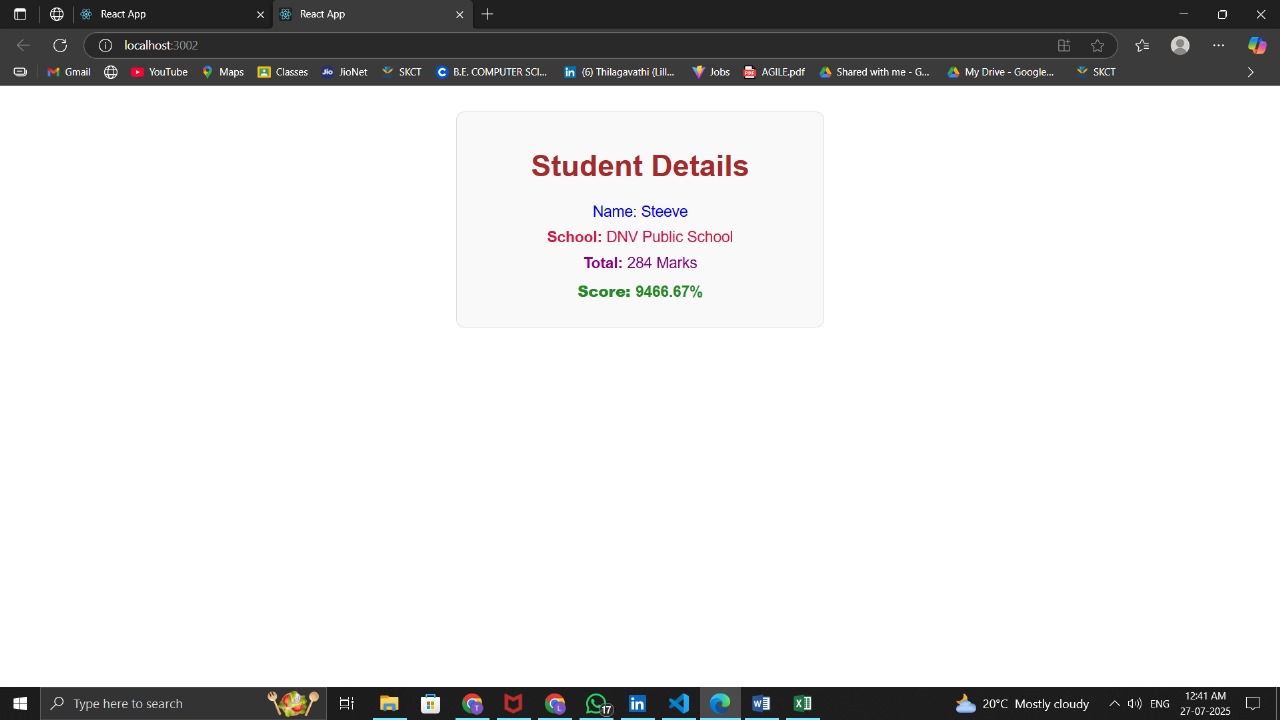 React App
React App
localhost:3002
Gmail
YouTube
Maps
Classes
JioNet
SKCT
B.E. COMPUTER SCI...
(6) Thilagavathi (Lill...
Jobs
AGILE.pdf
Shared with me - G...
My Drive - Google...
SKCT
Student Details
Name: Steeve
School: DNV Public School
Total: 284 Marks
Score: 9466.67%
Type here to search
17
20°C Mostly cloudy
ENG
12:41 AM
27-07-2025